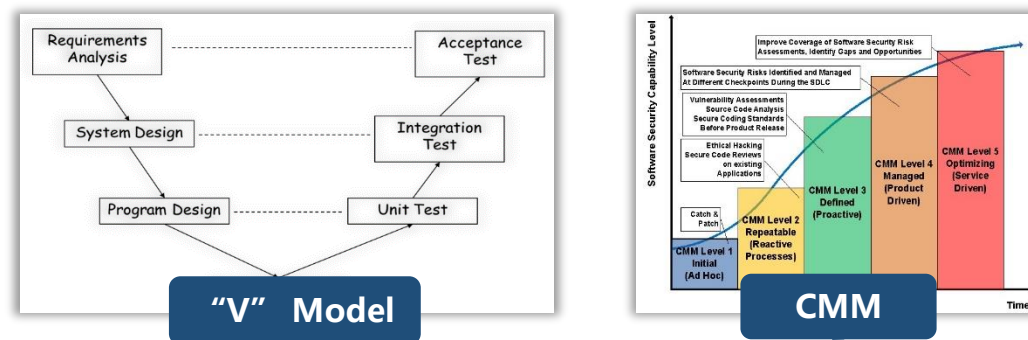 Requirements
Analysis
Acceptance
Test
System Design
Integration
Test
Program Design
Unit Test
“V” Model
Software Security Capability Level
Improve Coverage of Software Security Risk
Assessments, Identify Gaps and Opportunities
Software Security Risks Identified and Managed
At Different Checkpoints During the SDLC
Vulnerability Assessments
Source Code Analysis
Secure Coding Standards
Before Product Release
Ethical Hacking
Secure Code Reviews
on existing
Applications
Catch &
Patch
CMM Level 1
Initial
(Ad Hoc)
CMM Level 2
Repeatable
(Reactive
Processes)
CMM Level 3
Defined
(Proactive)
CMM Level 4
Managed
(Product
Driven)
CMM Level 5
Optimizing
(Service
Driven)
Time
CMM